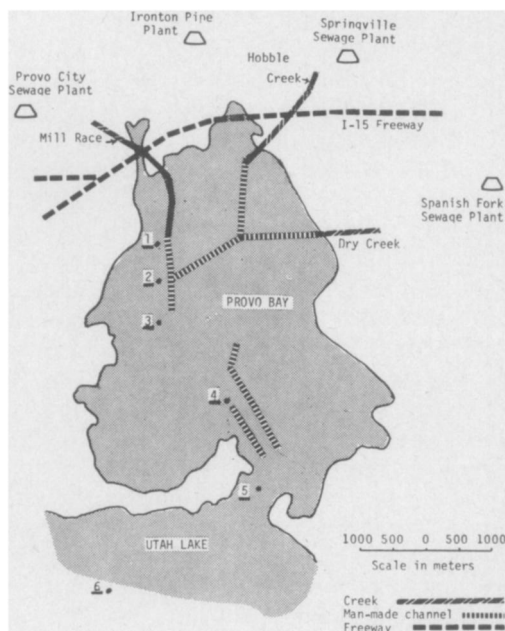 Ironton Pipe
Plant
Springville
Sewage Plant
Hobble
Creek
Provo City
Sewage Plant
Mill Race
I-15 Freeway
Spanish Fork
Sewage Plant
1
Dry Creek
2
PROVO BAY
3
4
5
UTAH LAKE
6
1000 500 0 500 1000
Scale in meters
Creek
Man-made channel
Freeway